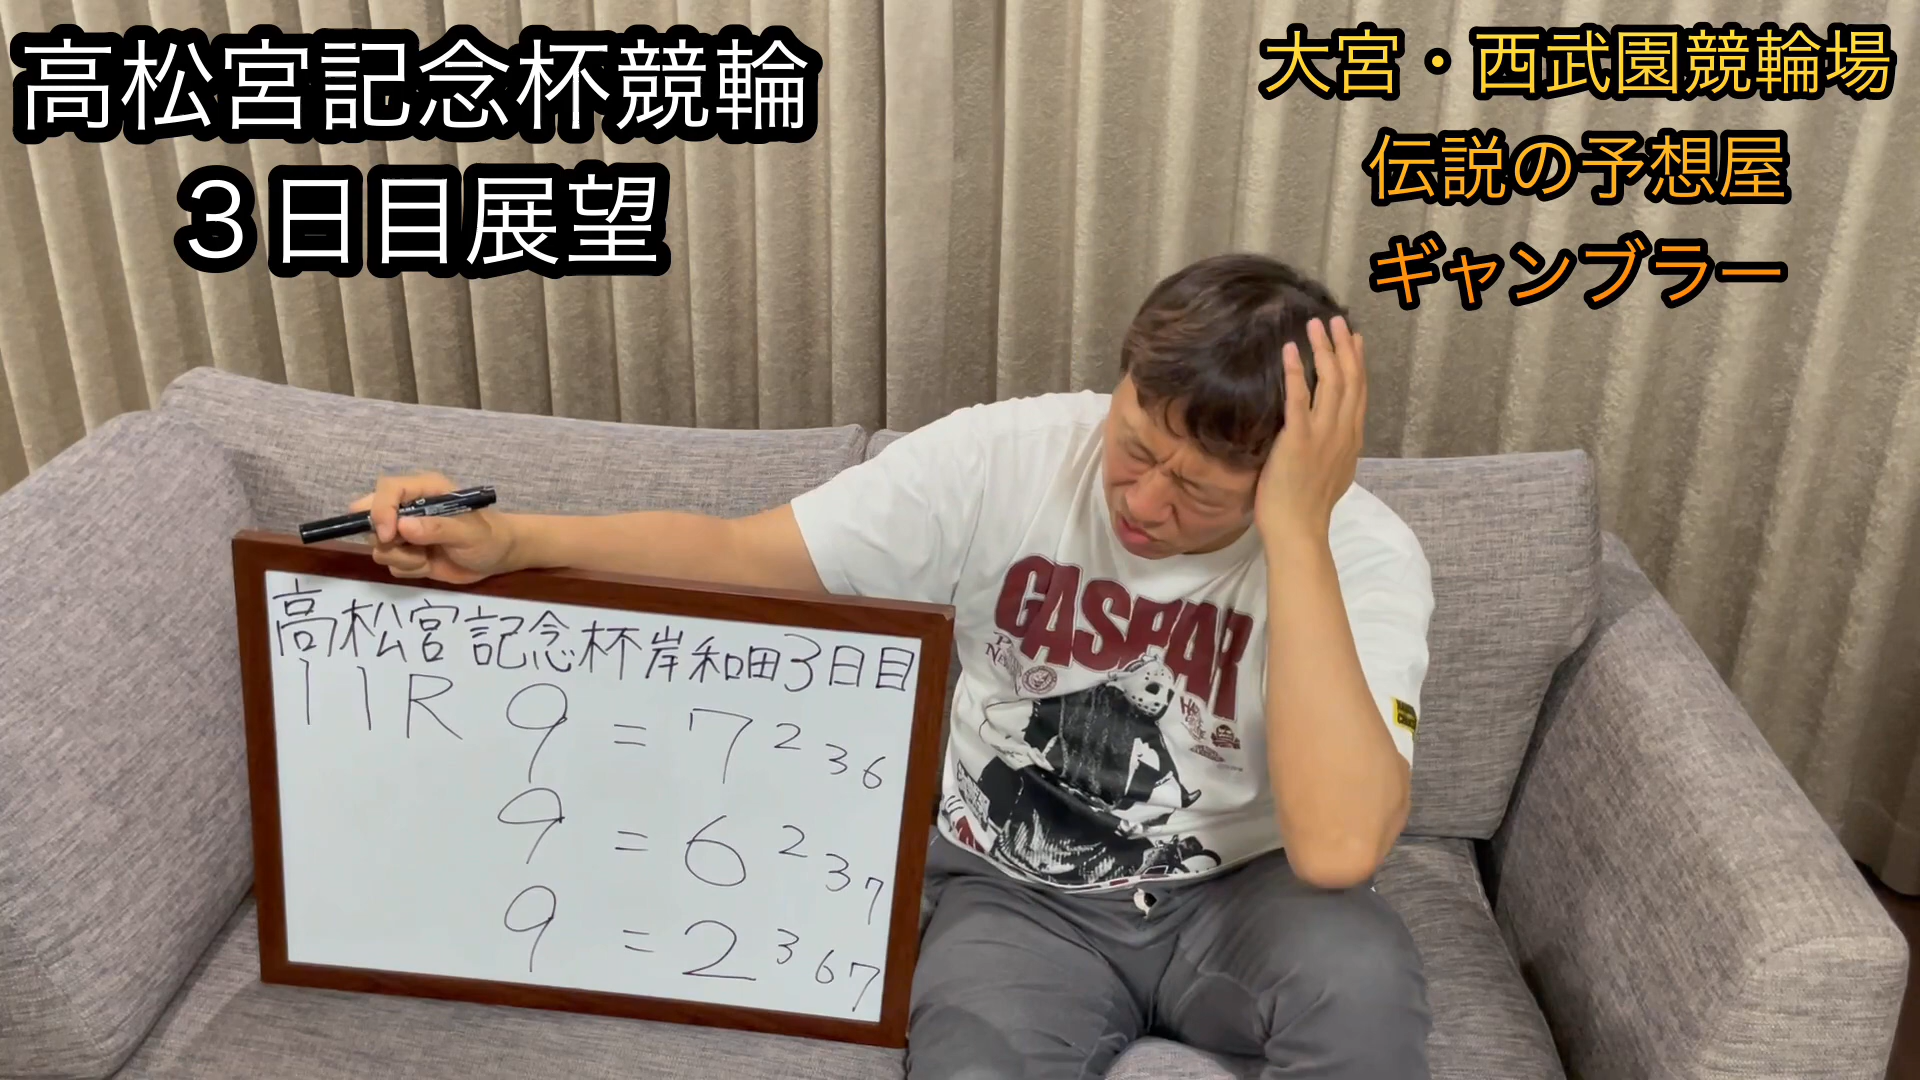 高松宮記念杯競輪
３日目展望
大宮・西武園競輪場
伝説の予想屋
ギャンブラー
高松宮記念杯岸和田3日目
11R 9=7 2 3 6
9=6 2 3 7
9=2 3 6 7
GASPAR